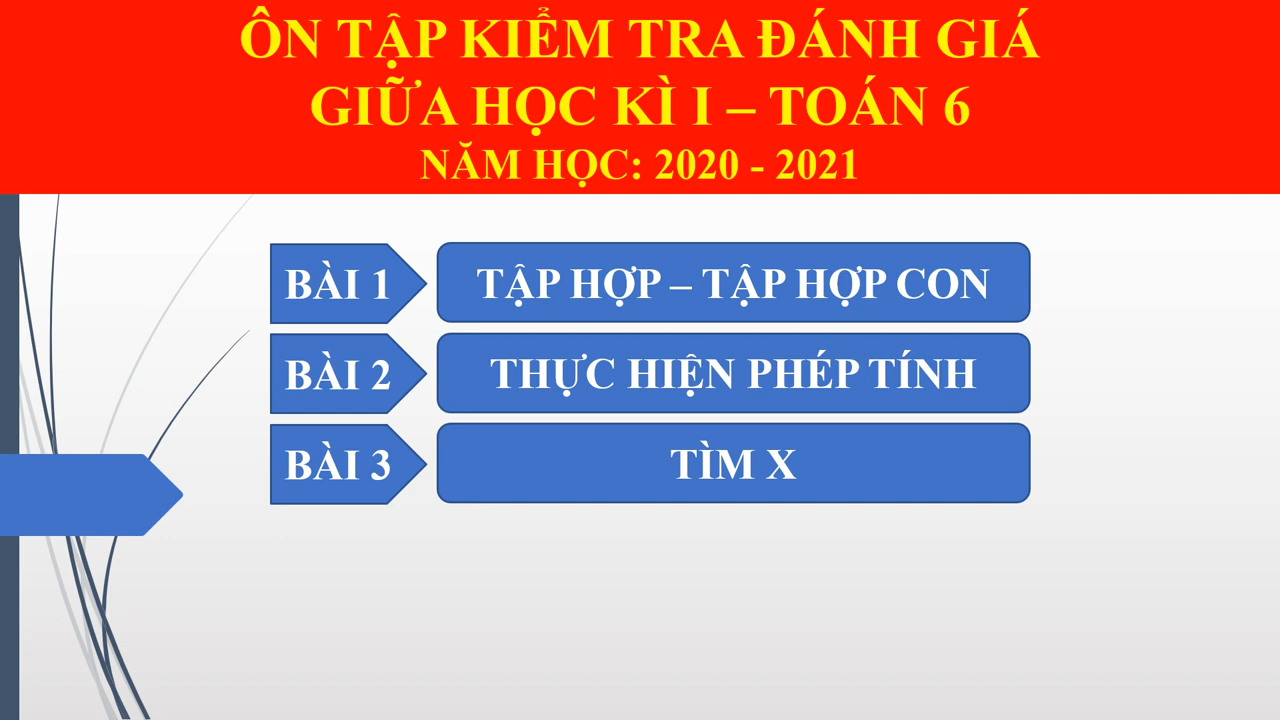 ÔN TẬP KIỂM TRA ĐÁNH GIÁ
GIỮA HỌC KÌ I – TOÁN 6
NĂM HỌC: 2020 - 2021
BÀI 1
TẬP HỢP – TẬP HỢP CON
BÀI 2
THỰC HIỆN PHÉP TÍNH
BÀI 3
TÌM X